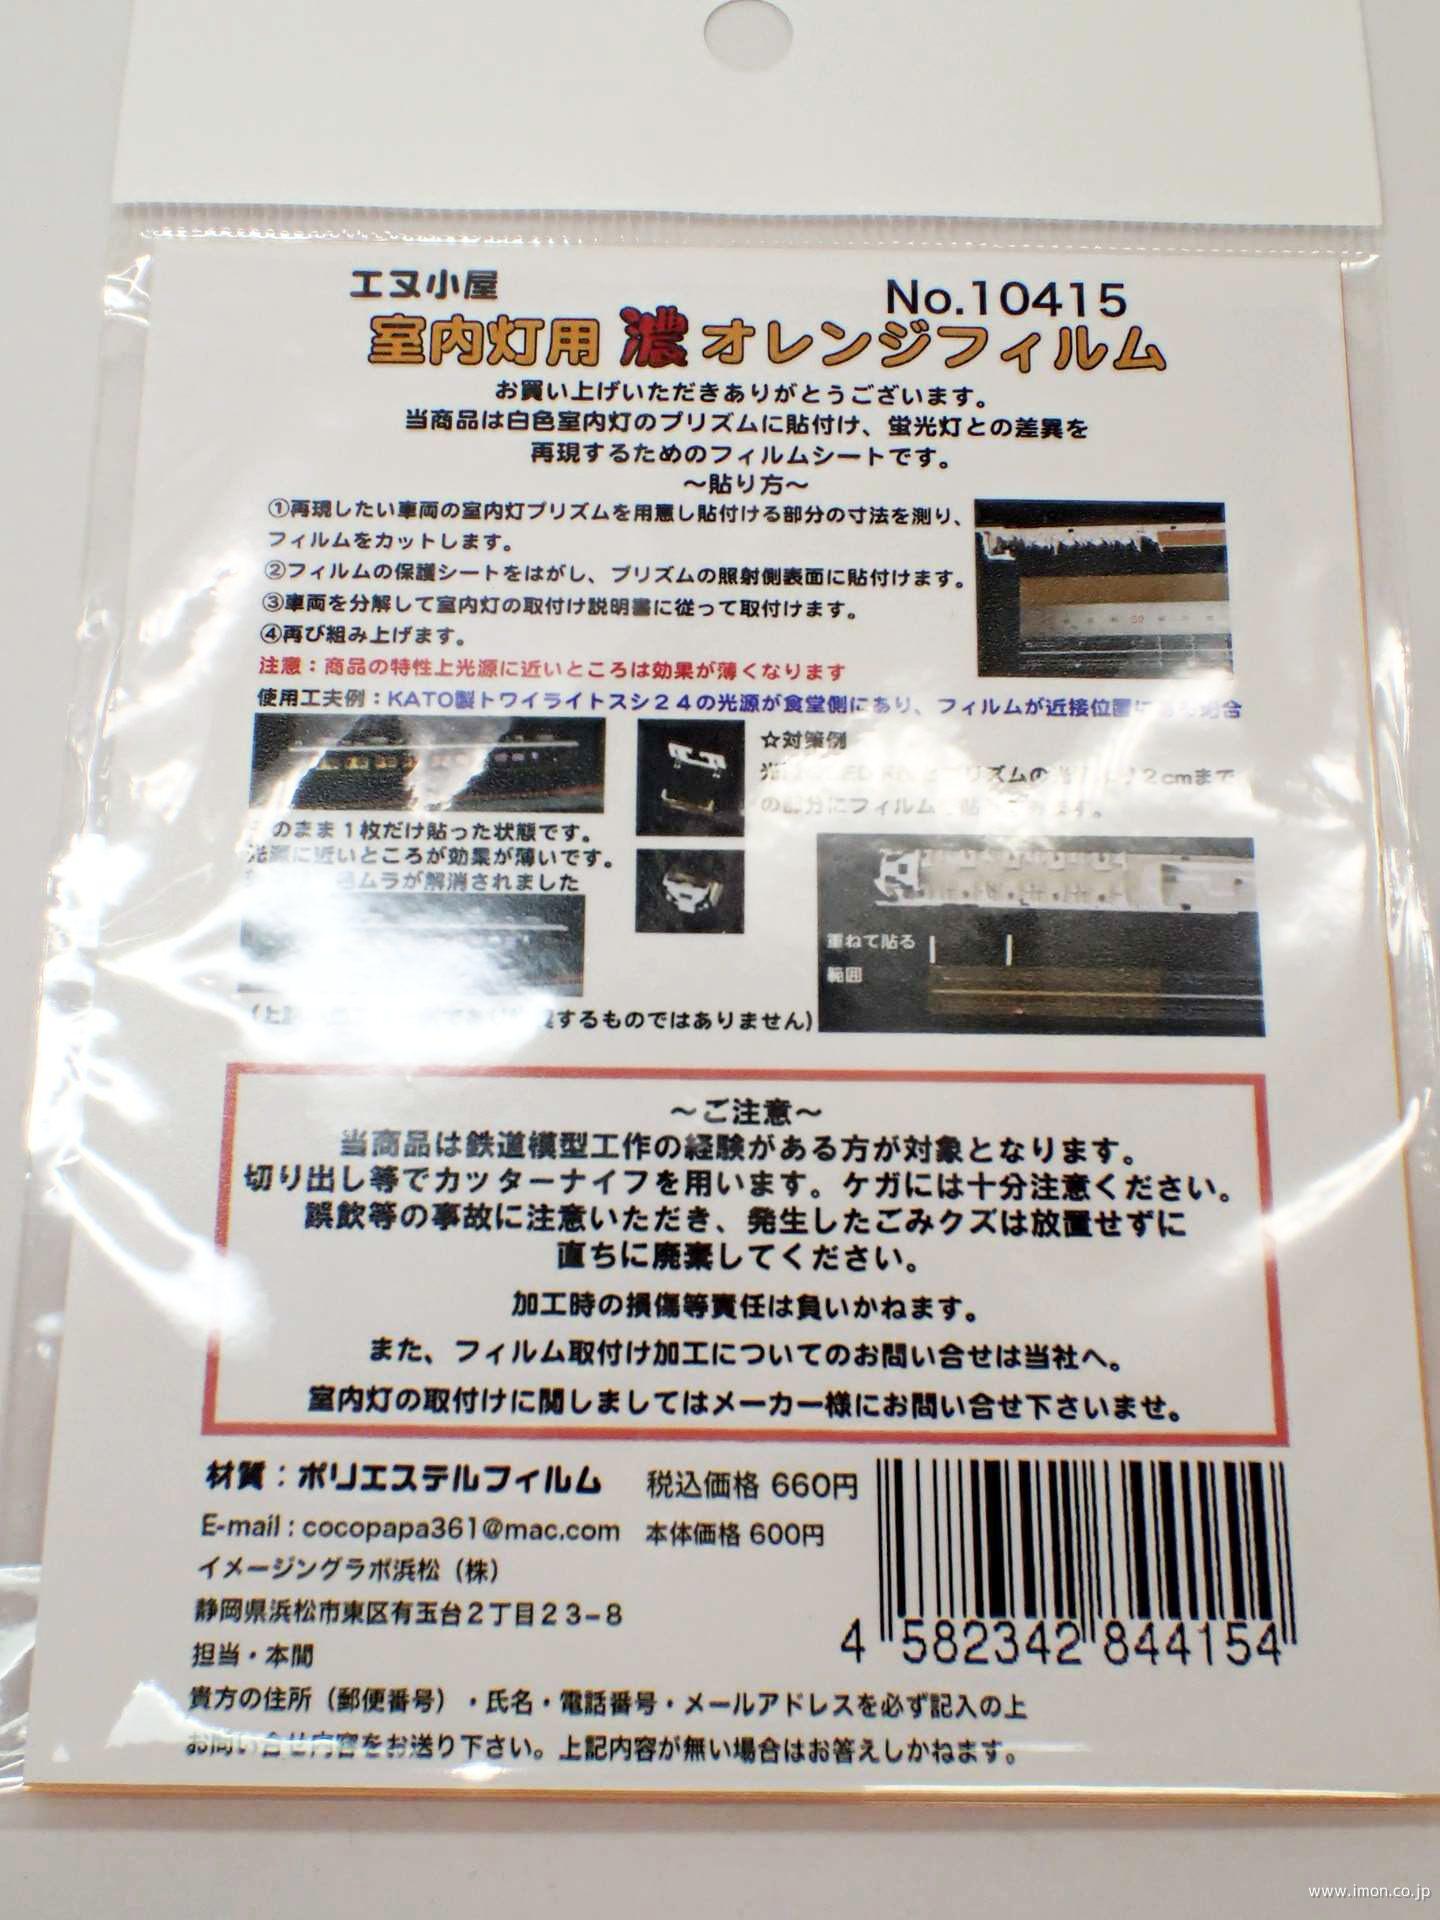 エヌ小屋
No.10415
室内灯用 濃 オレンジフィルム
お買い上げいただきありがとうございます。
当商品は白色室内灯のプリズムに貼付け、蛍光灯との差異を
再現するためのフィルムシートです。
～貼り方～
①再現したい車両の室内灯プリズムを用意し貼付ける部分の寸法を測り、
フィルムをカットします。
②フィルムの保護シートをはがし、プリズムの照射側表面に貼付けます。
③車両を分解して室内灯の取付け説明書に従って取付けます。
④再び組み上げます。
注意：商品の特性上光源に近いところは効果が薄くなります
使用工夫例：KATO製トワイライトスシ２４の光源が食堂側にあり、フィルムが近接位置に 場合
☆対策例
プリズムの 2cmまで
の部分にフィルム ます。
のまま１枚だけ貼った状態です。
光源に近いところが効果が薄いです。
ムラが解消されました
重ねて貼る
範囲
するものではありません)
～ご注意～
当商品は鉄道模型工作の経験がある方が対象となります。
切り出し等でカッターナイフを用います。ケガには十分注意ください。
誤飲等の事故に注意いただき、発生したごみクズは放置せずに
直ちに廃棄してください。
加工時の損傷等責任は負いかねます。
また、フィルム取付け加工についてのお問い合せは当社へ。
室内灯の取付けに関しましてはメーカー様にお問い合せ下さいませ。
材質：ポリエステルフィルム
税込価格 660円
E-mail : cocopapa361@mac.com
本体価格 600円
イメージングラボ浜松（株）
静岡県浜松市東区有玉台２丁目２３−８
担当・本間
4 582342 844154
貴方の住所（郵便番号）・氏名・電話番号・メールアドレスを必ず記入の上
お問い合せ内容をお送り下さい。上記内容が無い場合はお答えしかねます。
www.imon.co.jp